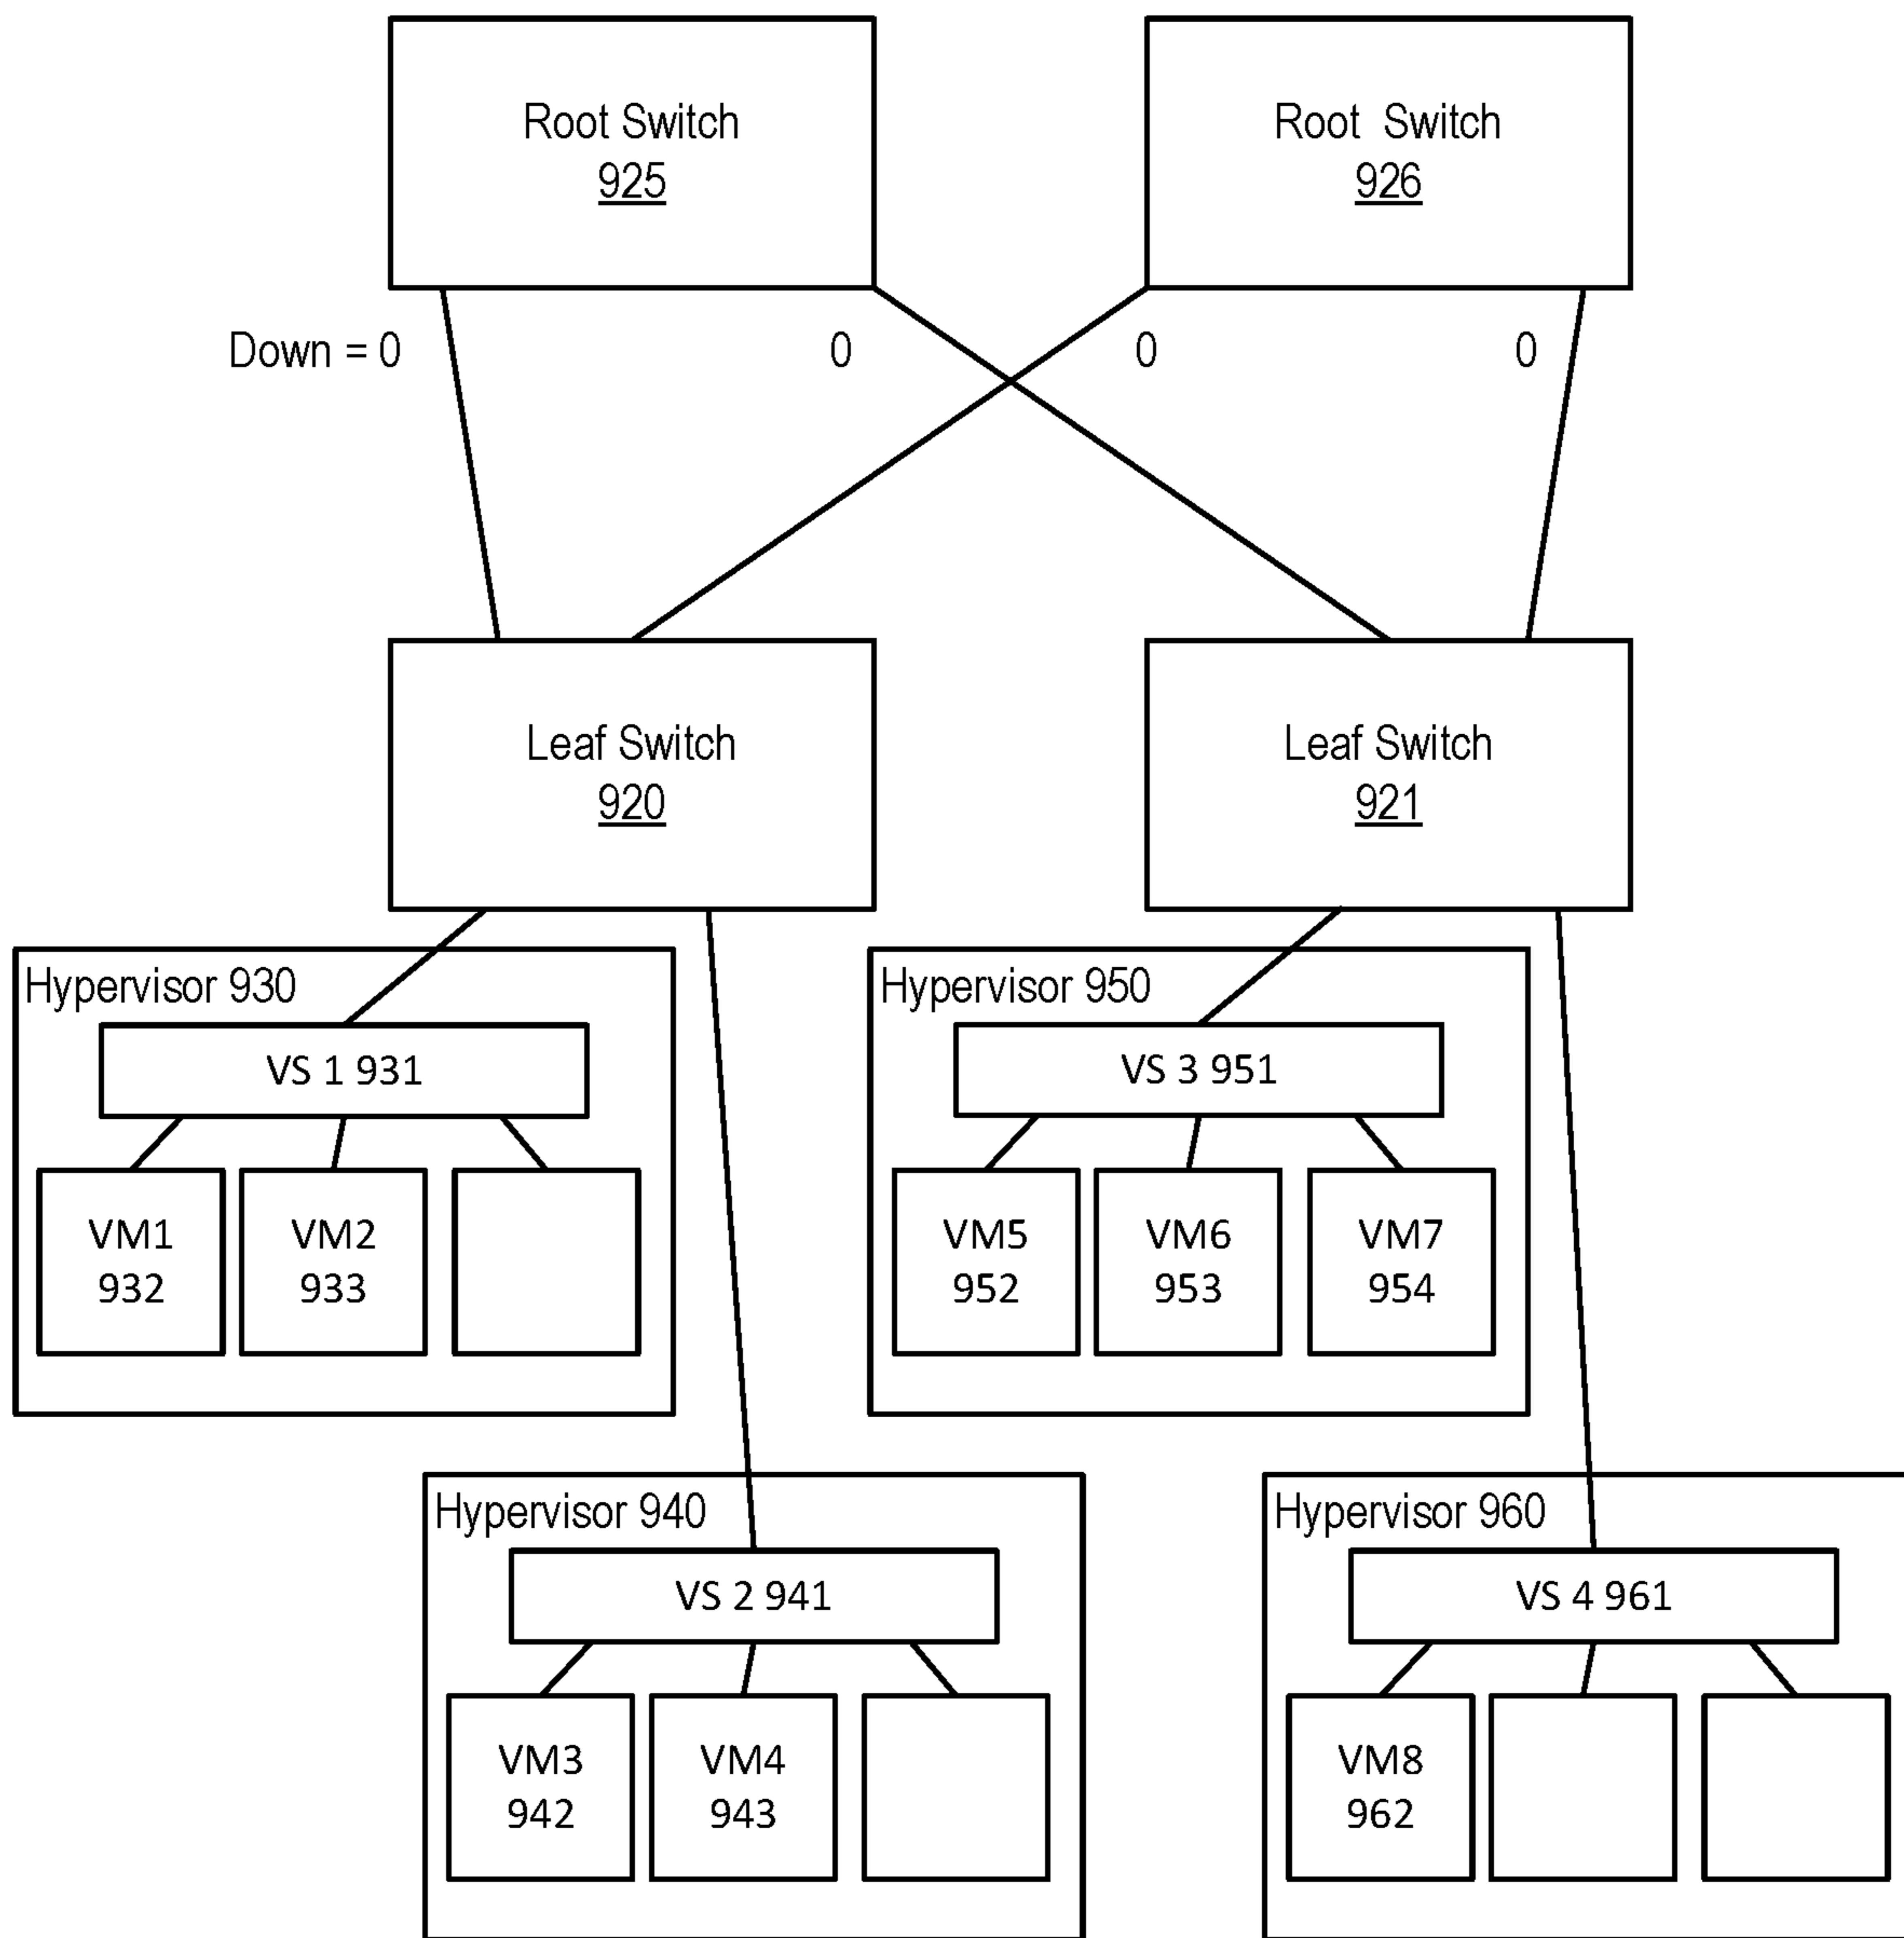 Root Switch
925
Root Switch
926
Down = 0
0
0
0
Leaf Switch
920
Leaf Switch
921
Hypervisor 930
VS 1 931
VM1
932
VM2
933
Hypervisor 950
VS 3 951
VM5
952
VM6
953
VM7
954
Hypervisor 940
VS 2 941
VM3
942
VM4
943
Hypervisor 960
VS 4 961
VM8
962